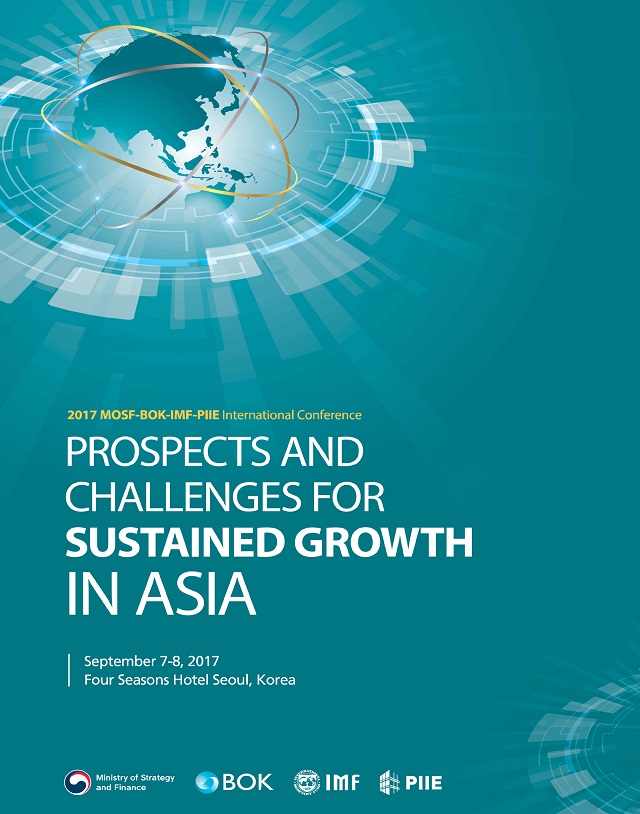 2017 MOSF-BOK-IMF-PIIE International Conference
PROSPECTS AND
CHALLENGES FOR
SUSTAINED GROWTH
IN ASIA
September 7-8, 2017
Four Seasons Hotel Seoul, Korea
Ministry of Strategy
and Finance
BOK
IMF
PIIE